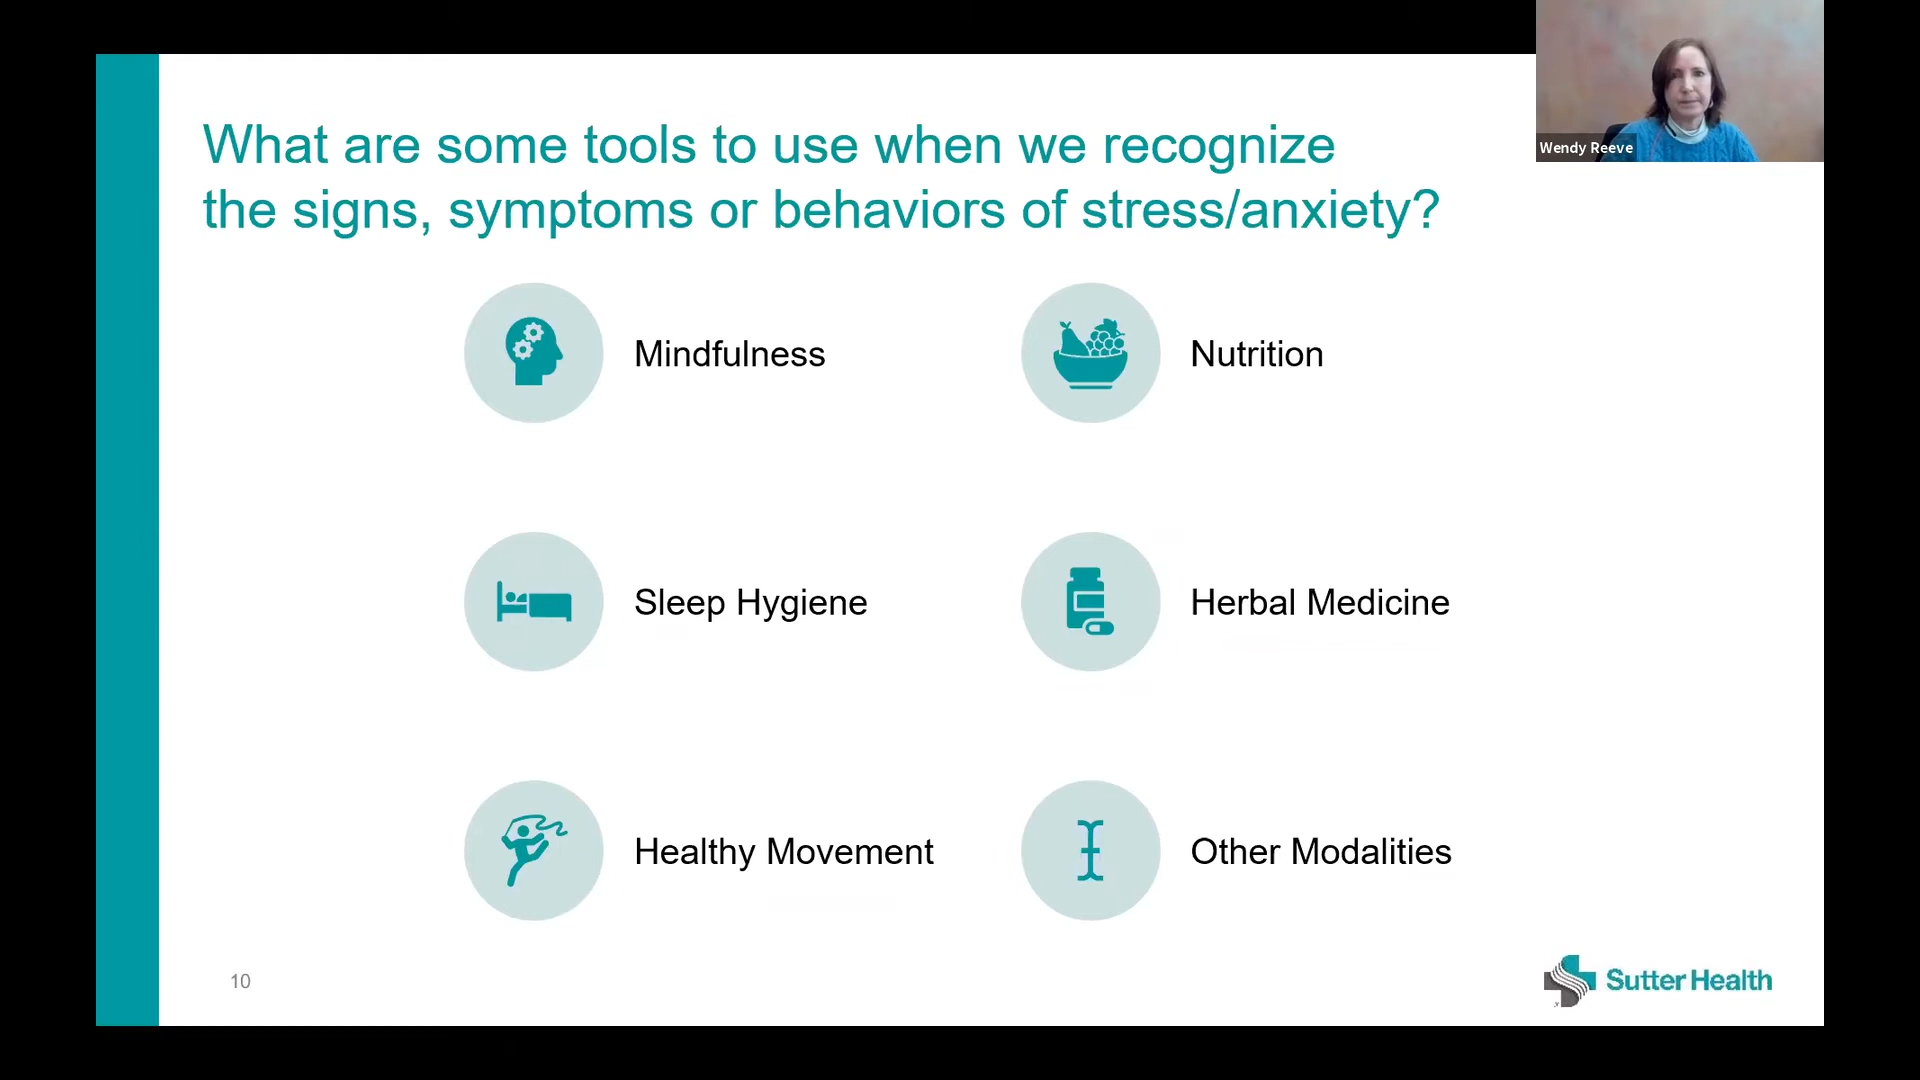 Wendy Reeve
What are some tools to use when we recognize
the signs, symptoms or behaviors of stress/anxiety?
Mindfulness
Nutrition
Sleep Hygiene
Herbal Medicine
Healthy Movement
Other Modalities
10
Sutter Health